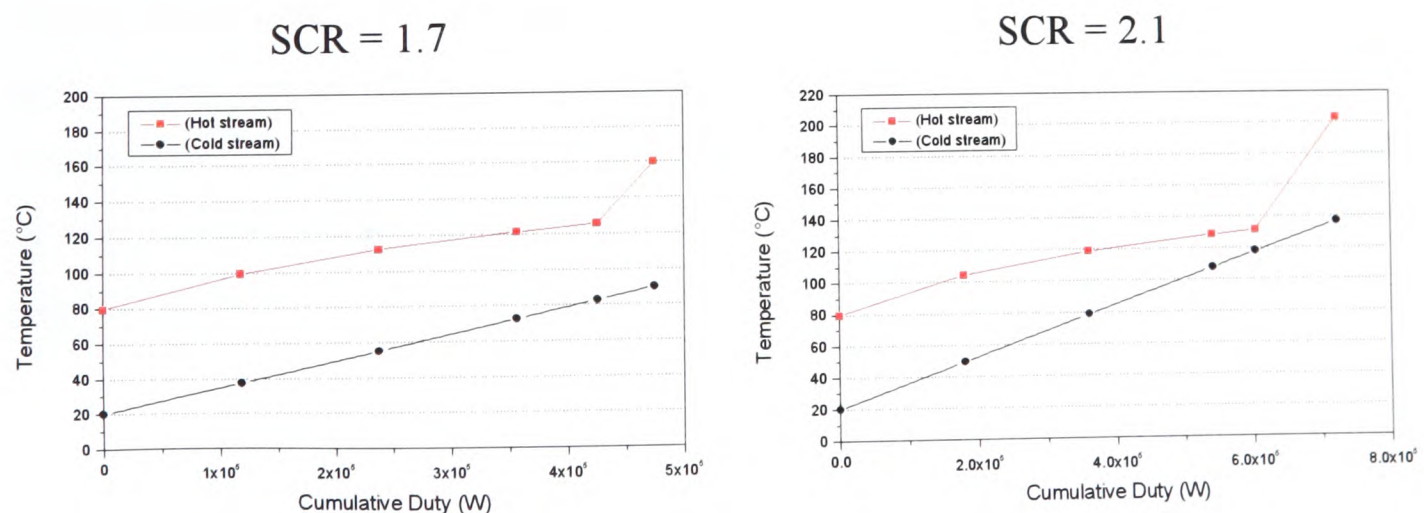 SCR = 1.7
200
180
160
140
120
100
80
60
40
20
0
Temperature (°C)
(Hot stream)
(Cold stream)
0
1x10⁵
2x10⁵
3x10⁵
4x10⁵
5x10⁵
Cumulative Duty (W)
SCR = 2.1
220
200
180
160
140
120
100
80
60
40
20
0
Temperature (°C)
(Hot stream)
(Cold stream)
0.0
2.0x10⁵
4.0x10⁵
6.0x10⁵
8.0x10⁵
Cumulative Duty (W)